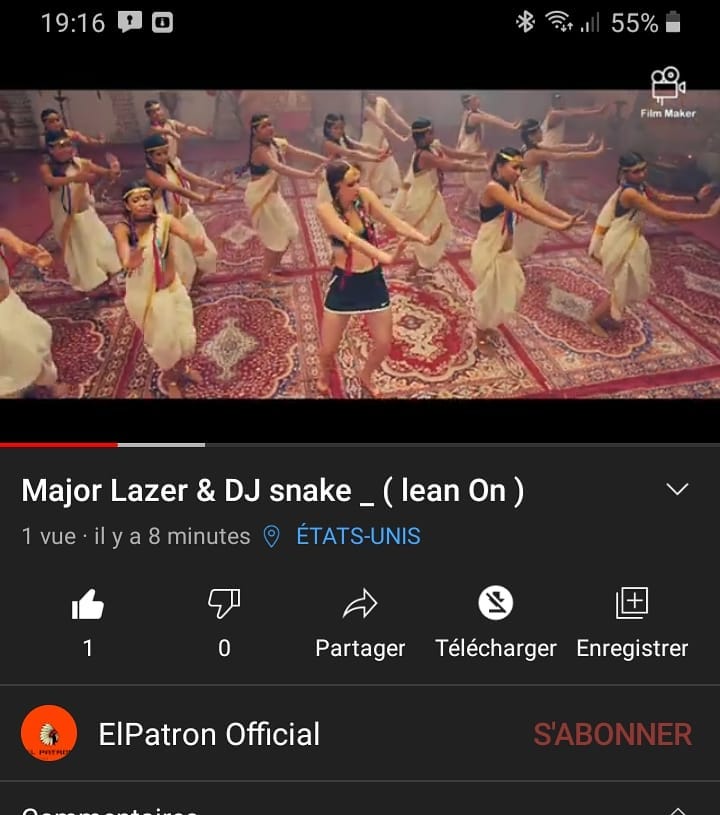 19:16
55%
Film Maker
Major Lazer & DJ snake _ ( lean On )
1 vue · il y a 8 minutes ÉTATS-UNIS
1 0 Partager Télécharger Enregistrer
ElPatron Official S'ABONNER
Commentaires